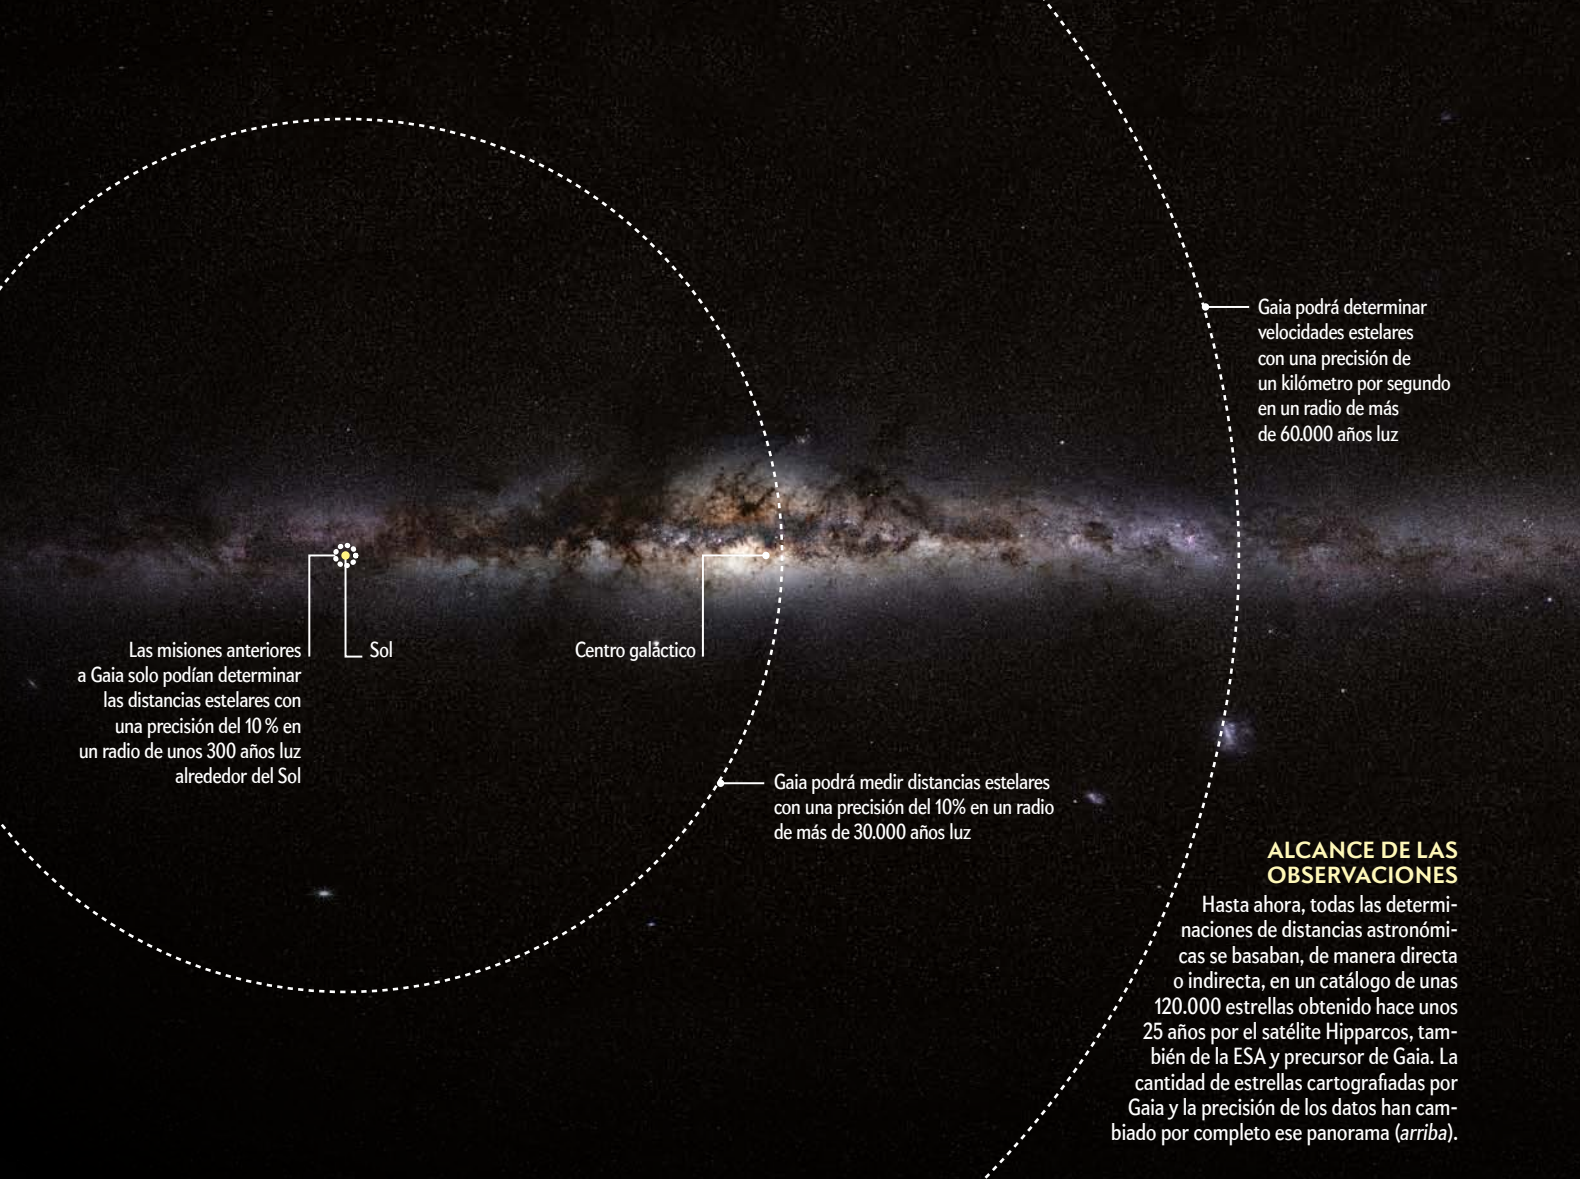 Gaia podrá determinar
velocidades estelares
con una precisión de
un kilómetro por segundo
en un radio de más
de 60.000 años luz
Las misiones anteriores
a Gaia solo podían determinar
las distancias estelares con
una precisión del 10 % en
un radio de unos 300 años luz
alrededor del Sol
Sol
Centro galáctico
Gaia podrá medir distancias estelares
con una precisión del 10% en un radio
de más de 30.000 años luz
ALCANCE DE LAS
OBSERVACIONES
Hasta ahora, todas las determi-
naciones de distancias astronómi-
cas se basaban, de manera directa
o indirecta, en un catálogo de unas
120.000 estrellas obtenido hace unos
25 años por el satélite Hipparcos, tam-
bién de la ESA y precursor de Gaia. La
cantidad de estrellas cartografiadas por
Gaia y la precisión de los datos han cam-
biado por completo ese panorama (arriba).